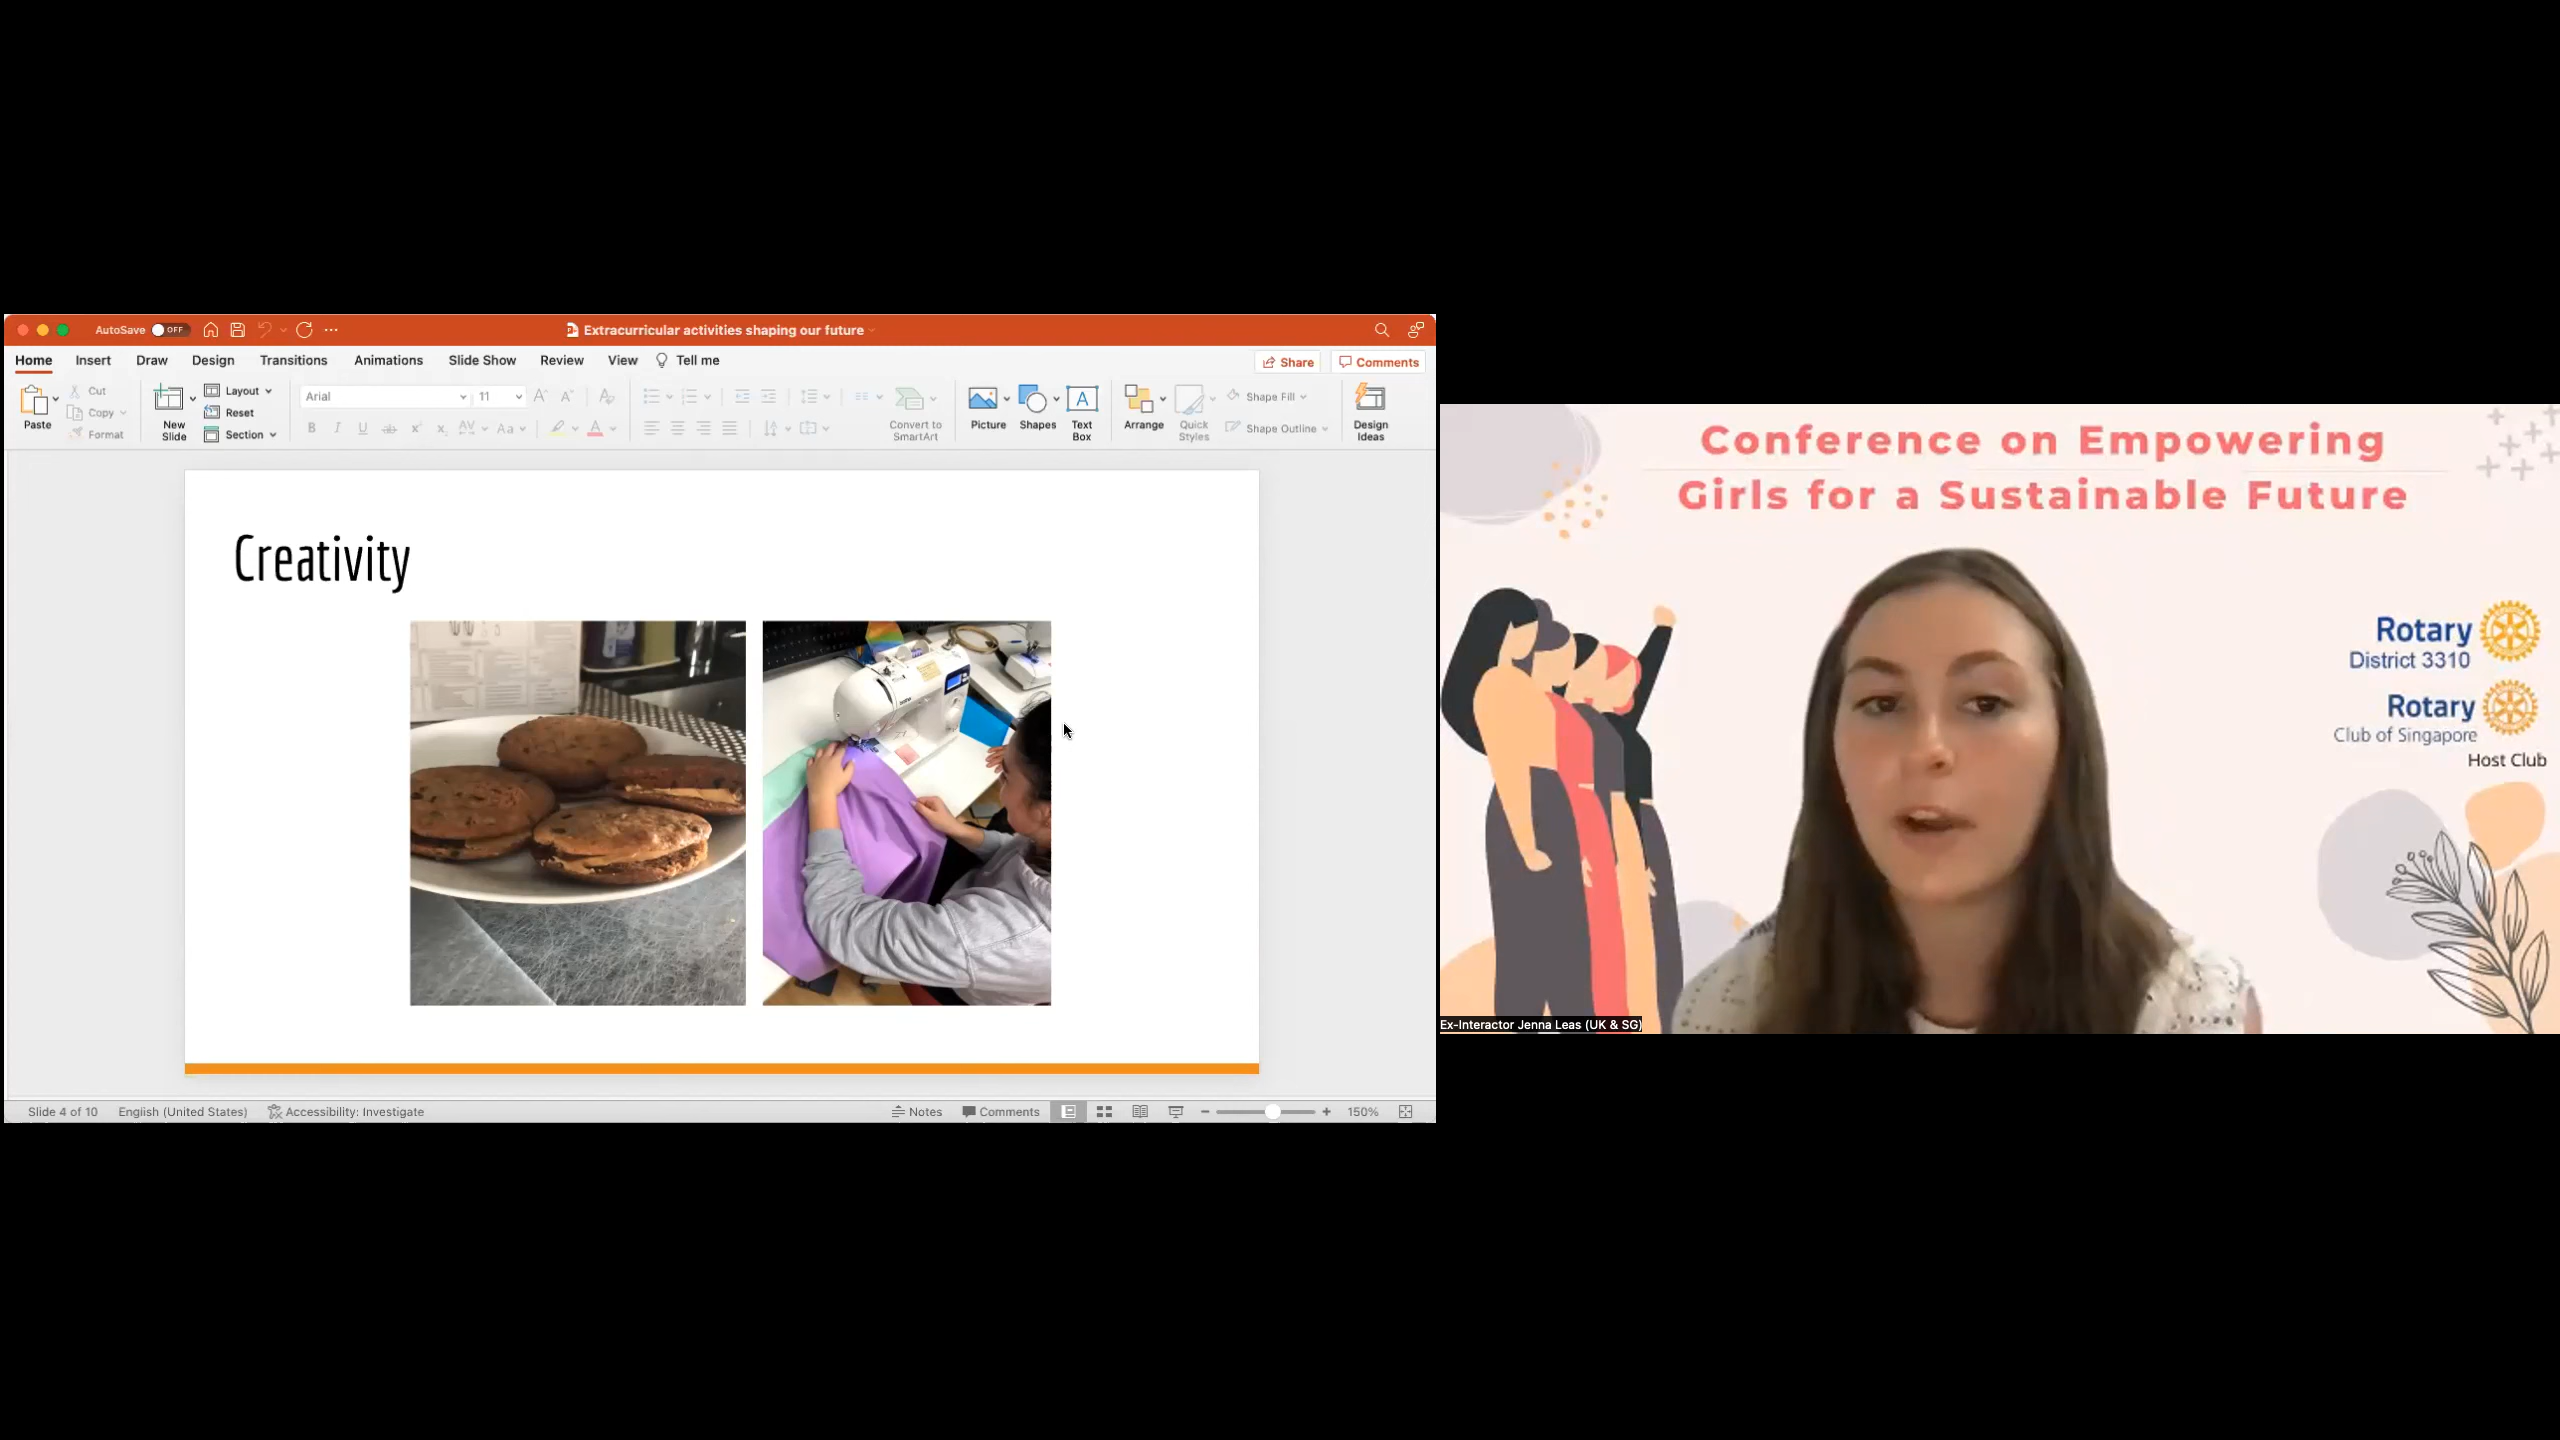 AutoSave OFF
Extracurricular activities shaping our future
Home Insert Draw Design Transitions Animations Slide Show Review View Tell me
Share Comments
Paste
Cut
Copy
Format
New Slide
Layout
Reset
Section
Arial 11
Convert to SmartArt
Picture
Shapes
Text Box
Arrange
Quick Styles
Shape Fill
Shape Outline
Design Ideas
Creativity
Slide 4 of 10 English (United States) Accessibility: Investigate
Notes Comments 150%
Conference on Empowering
Girls for a Sustainable Future
Rotary
District 3310
Rotary
Club of Singapore
Host Club
Ex-Interactor Jenna Leas (UK & SG)